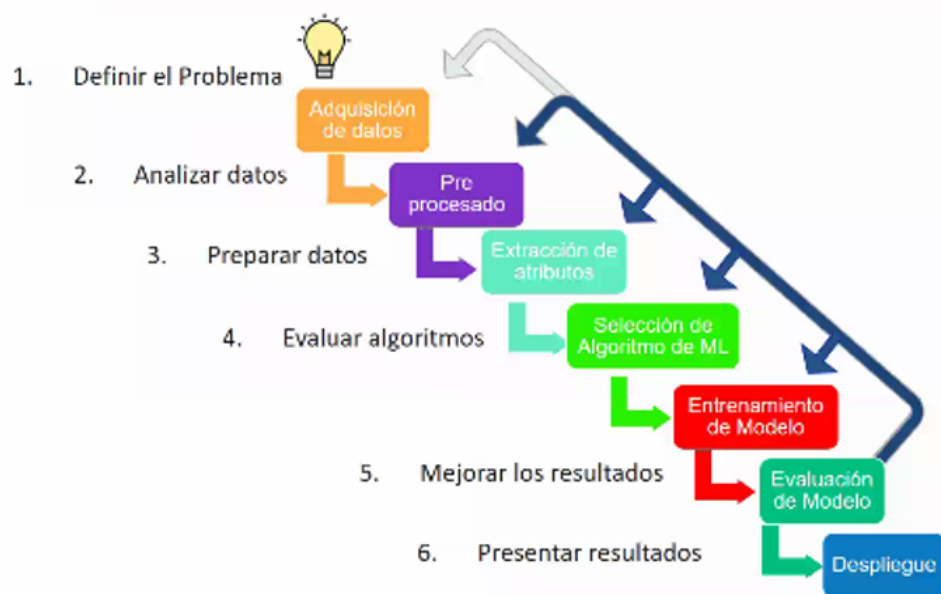 1. Definir el Problema
Adquisición
de datos
2. Analizar datos
Pre
procesado
3. Preparar datos
Extracción de
atributos
4. Evaluar algoritmos
Selección de
Algoritmo de ML
Entrenamiento
de Modelo
5. Mejorar los resultados
Evaluación
de Modelo
6. Presentar resultados
Despliegue